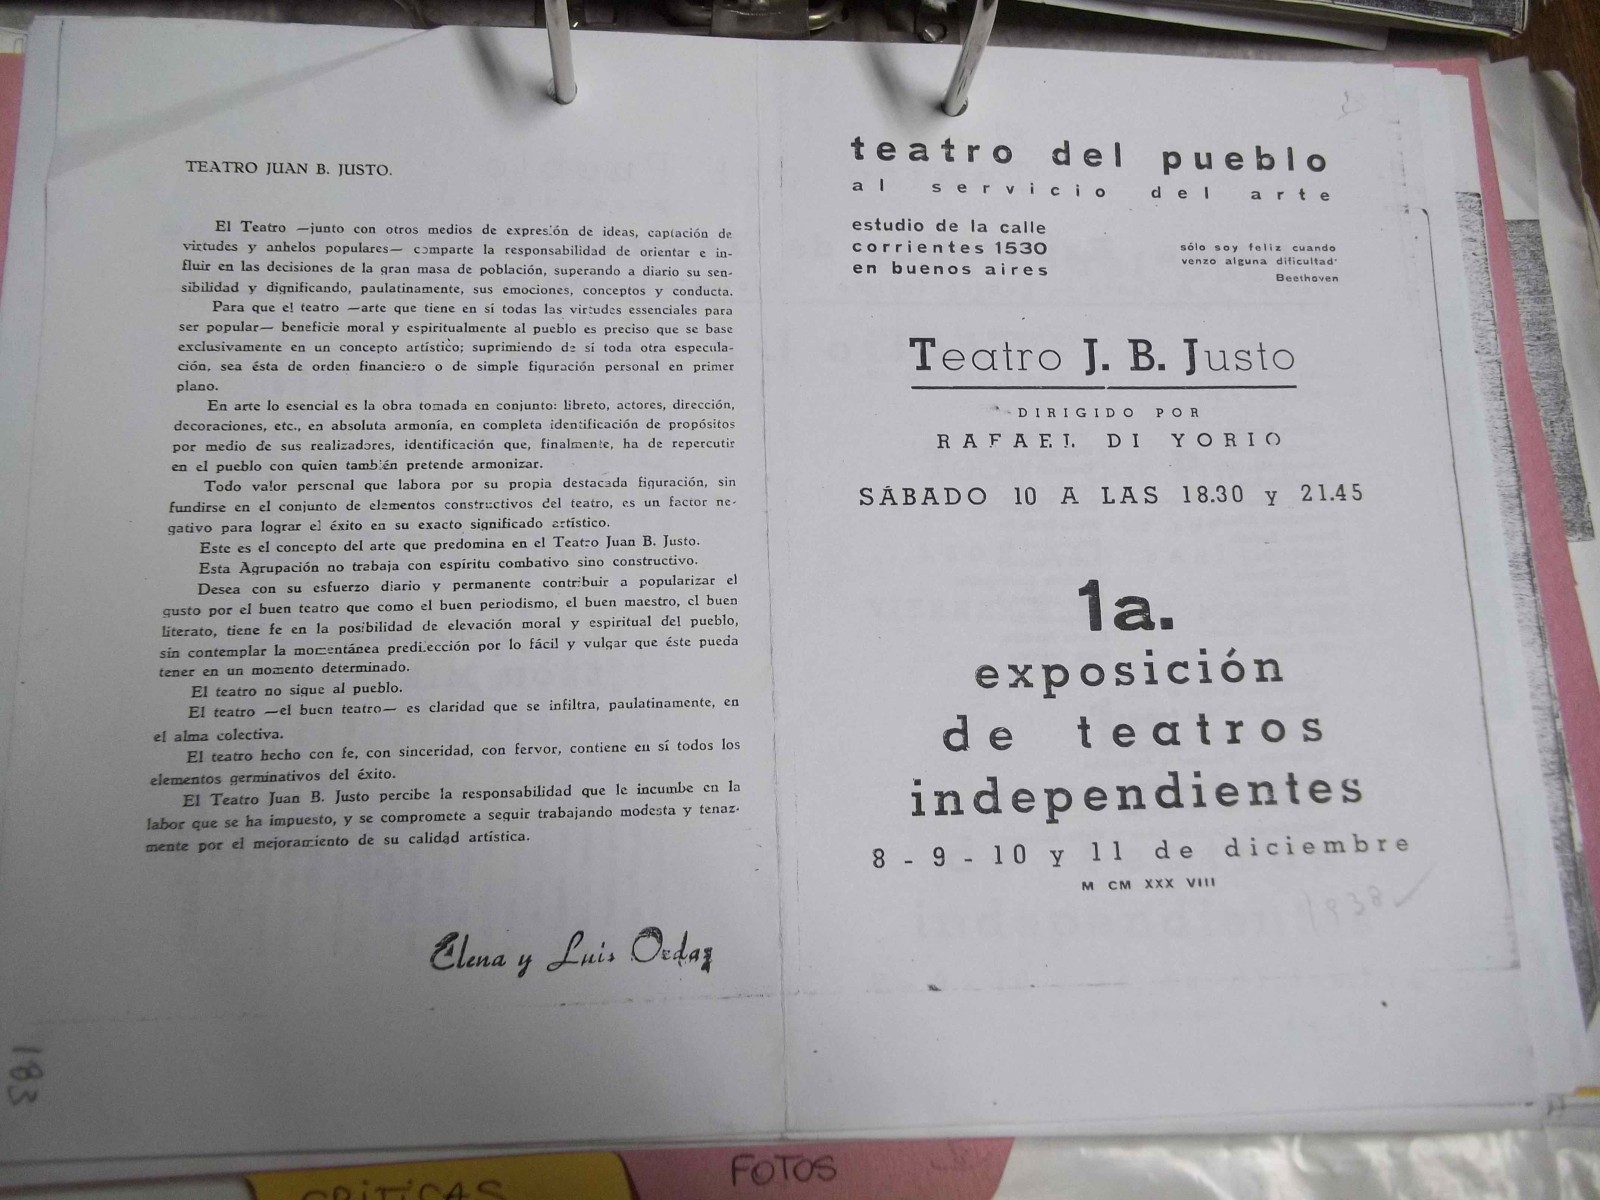 TEATRO JUAN B. JUSTO.
El Teatro —junto con otros medios de expresión de ideas, captación de
virtudes y anhelos populares— comparte la responsabilidad de orientar e in-
fluir en las decisiones de la gran masa de población, superando a diario su sen-
sibilidad y dignificando, paulatinamente, sus emociones, conceptos y conducta.
Para que el teatro —arte que tiene en sí todas las virtudes essenciales para
ser popular— beneficie moral y espiritualmente al pueblo es preciso que se base
exclusivamente en un concepto artístico; suprimiendo de si toda otra especula-
ción, sea ésta de orden financiero o de simple figuración personal en primer
plano.
En arte lo esencial es la obra tomada en conjunto: libreto, actores, dirección,
decoraciones, etc., en absoluta armonía, en completa identificación de propósitos
por medio de sus realizadores, identificación que, finalmente, ha de repercutir
en el pueblo con quien también pretende armonizar.
Todo valor personal que labora por su propia destacada figuración, sin
fundirse en el conjunto de elementos constructivos del teatro, es un factor ne-
gativo para lograr el éxito en su exacto significado artístico.
Este es el concepto del arte que predomina en el Teatro Juan B. Justo.
Esta Agrupación no trabaja con espíritu combativo sino constructivo.
Desea con su esfuerzo diario y permanente contribuir a popularizar el
gusto por el buen teatro que como el buen periodismo, el buen maestro, el buen
literato, tiene fe en la posibilidad de elevación moral y espiritual del pueblo,
sin contemplar la momentánea predilección por lo fácil y vulgar que éste pueda
tener en un momento determinado.
El teatro no sigue al pueblo.
El teatro —el buen teatro— es claridad que se infiltra, paulatinamente, en
el alma colectiva.
El teatro hecho con fe, con sinceridad, con fervor, contiene en sí todos los
elementos germinativos del éxito.
El Teatro Juan B. Justo percibe la responsabilidad que le incumbe en la
labor que se ha impuesto, y se compromete a seguir trabajando modesta y tenaz-
mente por el mejoramiento de su calidad artística.
Elena y Luis Ordaz
183
teatro del pueblo
al servicio del arte
estudio de la calle
corrientes 1530
en buenos aires
sólo soy feliz cuando
venzo alguna dificultad.
Beethoven
Teatro J. B. Justo
DIRIGIDO POR
RAFAEL DI YORIO
SÁBADO 10 A LAS 18.30 y 21.45
1a.
exposición
de teatros
independientes
8 - 9 - 10 y 11 de diciembre
M CM XXX VIII
1938
CRÍTICAS
FOTOS